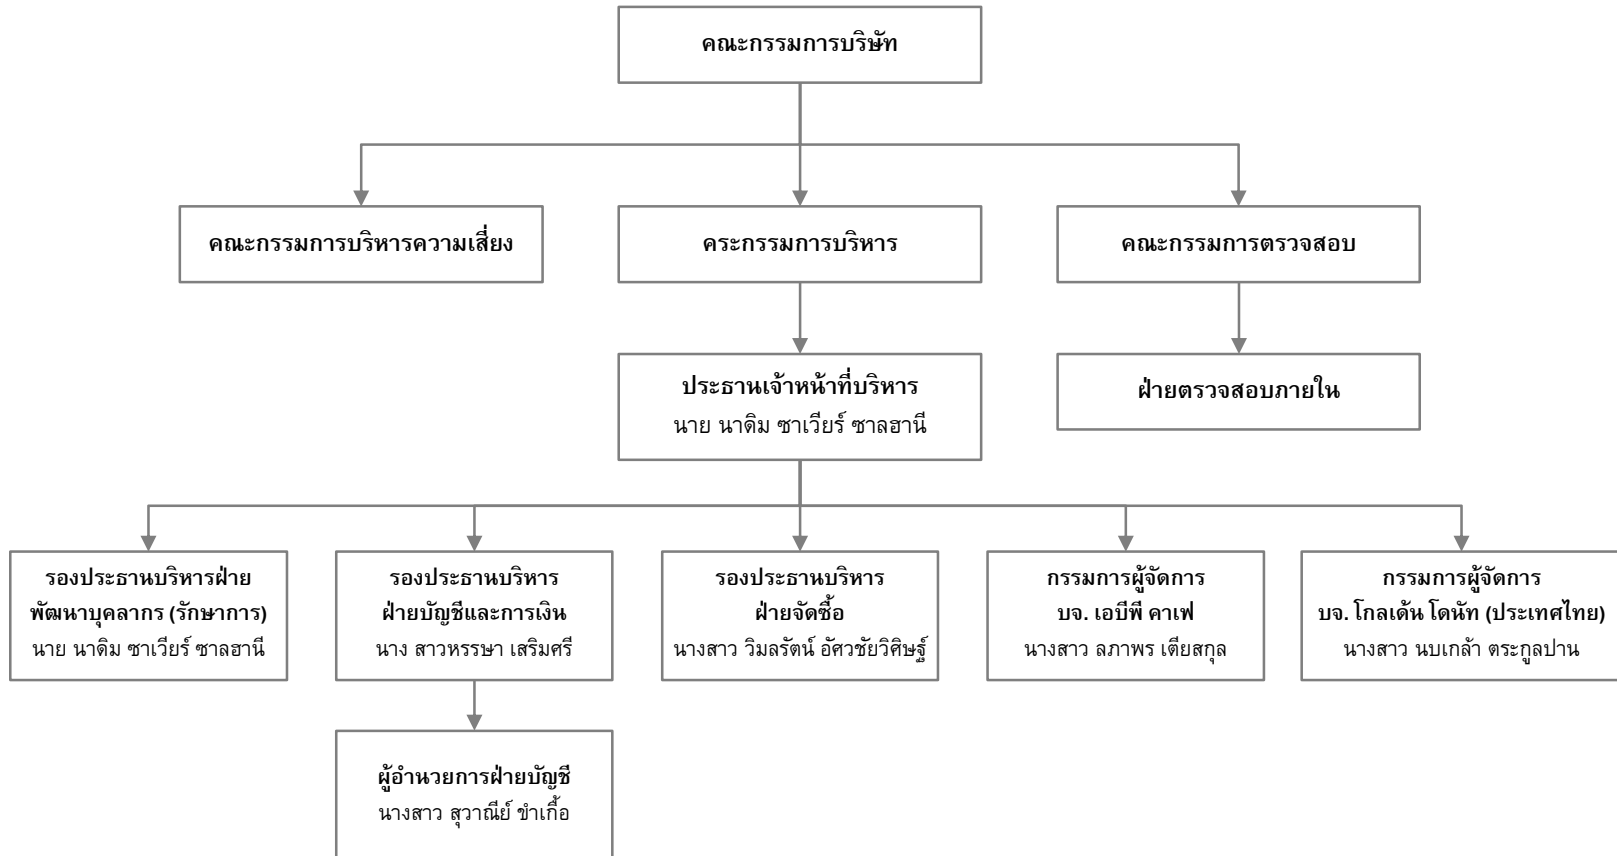 คณะกรรมการบริษัท
คณะกรรมการบริหารความเสี่ยง
คระกรรมการบริหาร
คณะกรรมการตรวจสอบ
ประธานเจ้าหน้าที่บริหาร
นาย นาดิม ซาเวียร์ ซาลฮานี
ฝ่ายตรวจสอบภายใน
รองประธานบริหารฝ่าย
พัฒนาบุคลากร (รักษาการ)
นาย นาดิม ซาเวียร์ ซาลฮานี
รองประธานบริหาร
ฝ่ายบัญชีและการเงิน
นาง สาวหรรษา เสริมศรี
รองประธานบริหาร
ฝ่ายจัดซื้อ
นางสาว วิมลรัตน์ อัศวชัยวิศิษฐ์
กรรมการผู้จัดการ
บจ. เอบีพี คาเฟ่
นางสาว ลภาพร เตียสกุล
กรรมการผู้จัดการ
บจ. โกลเด้น โดนัท (ประเทศไทย)
นางสาว นบเกล้า ตระกูลปาน
ผู้อำนวยการฝ่ายบัญชี
นางสาว สุวาณีย์ ขำเกื้อ